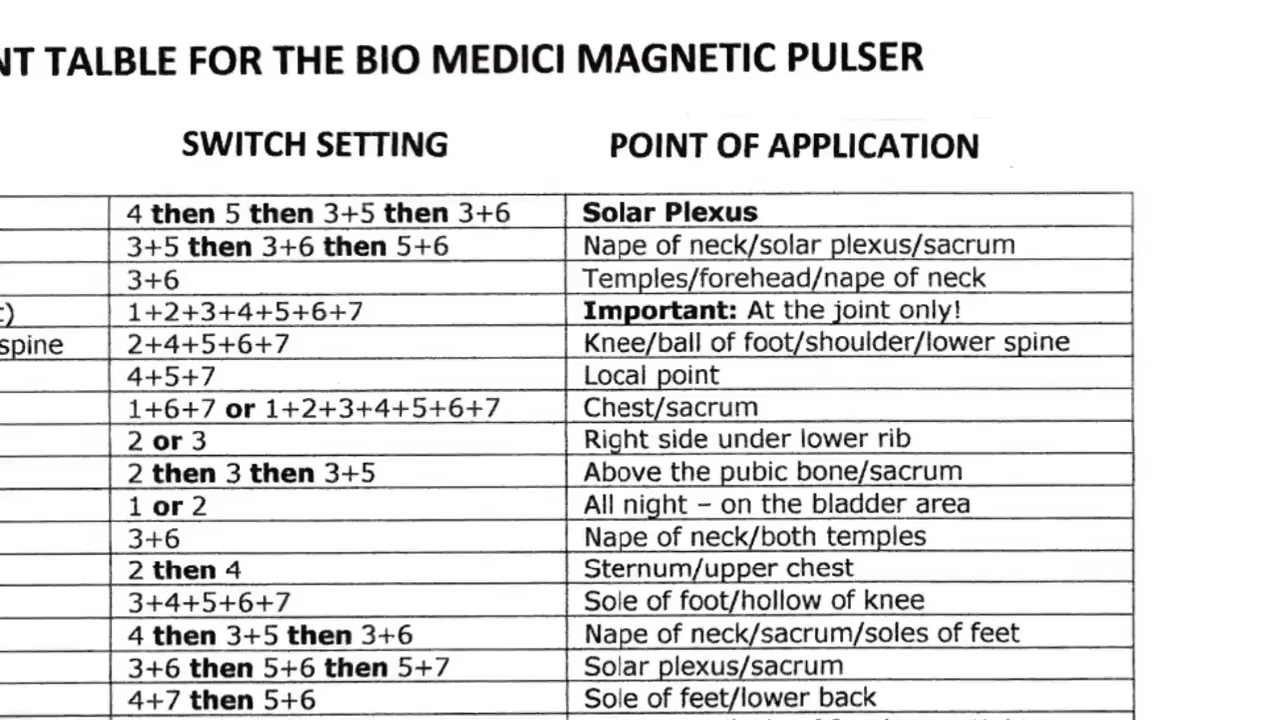 NT TALBLE FOR THE BIO MEDICI MAGNETIC PULSER
SWITCH SETTING POINT OF APPLICATION
4 then 5 then 3+5 then 3+6 Solar Plexus
3+5 then 3+6 then 5+6 Nape of neck/solar plexus/sacrum
3+6 Temples/forehead/nape of neck
t) 1+2+3+4+5+6+7 Important: At the joint only!
spine 2+4+5+6+7 Knee/ball of foot/shoulder/lower spine
4+5+7 Local point
1+6+7 or 1+2+3+4+5+6+7 Chest/sacrum
2 or 3 Right side under lower rib
2 then 3 then 3+5 Above the pubic bone/sacrum
1 or 2 All night – on the bladder area
3+6 Nape of neck/both temples
2 then 4 Sternum/upper chest
3+4+5+6+7 Sole of foot/hollow of knee
4 then 3+5 then 3+6 Nape of neck/sacrum/soles of feet
3+6 then 5+6 then 5+7 Solar plexus/sacrum
4+7 then 5+6 Sole of feet/lower back